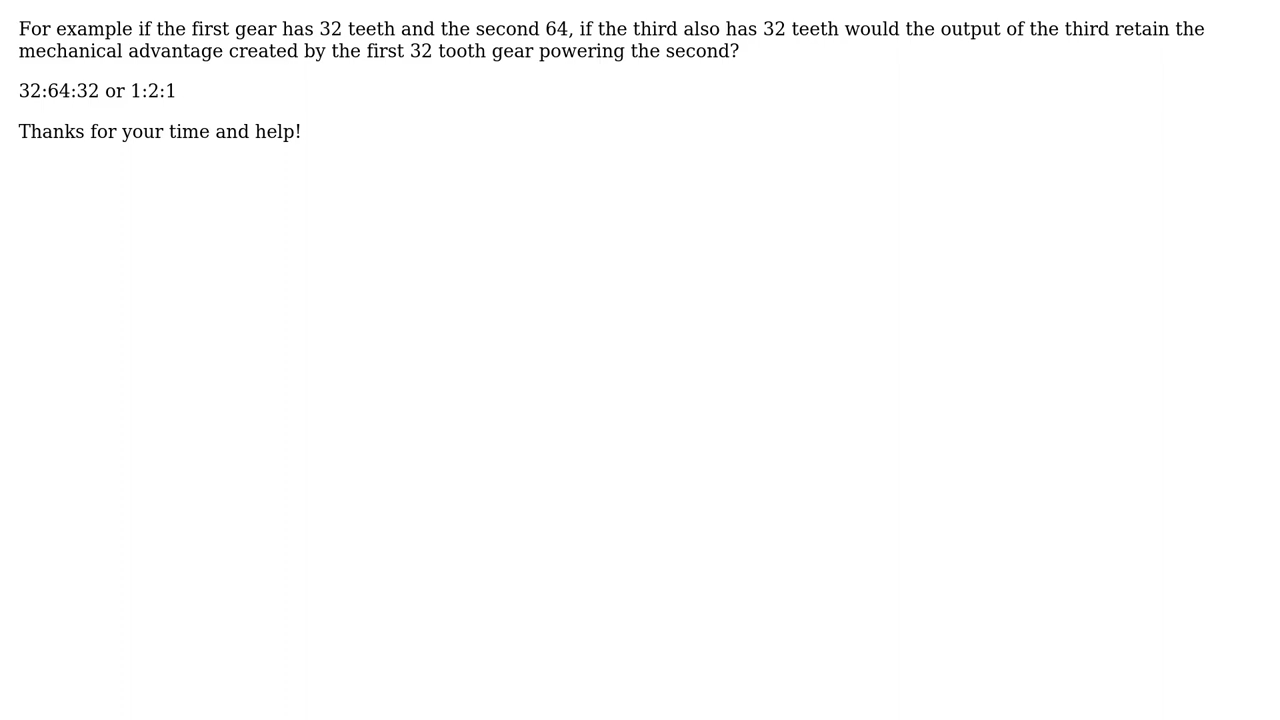 For example if the first gear has 32 teeth and the second 64, if the third also has 32 teeth would the output of the third retain the
mechanical advantage created by the first 32 tooth gear powering the second?
32:64:32 or 1:2:1
Thanks for your time and help!